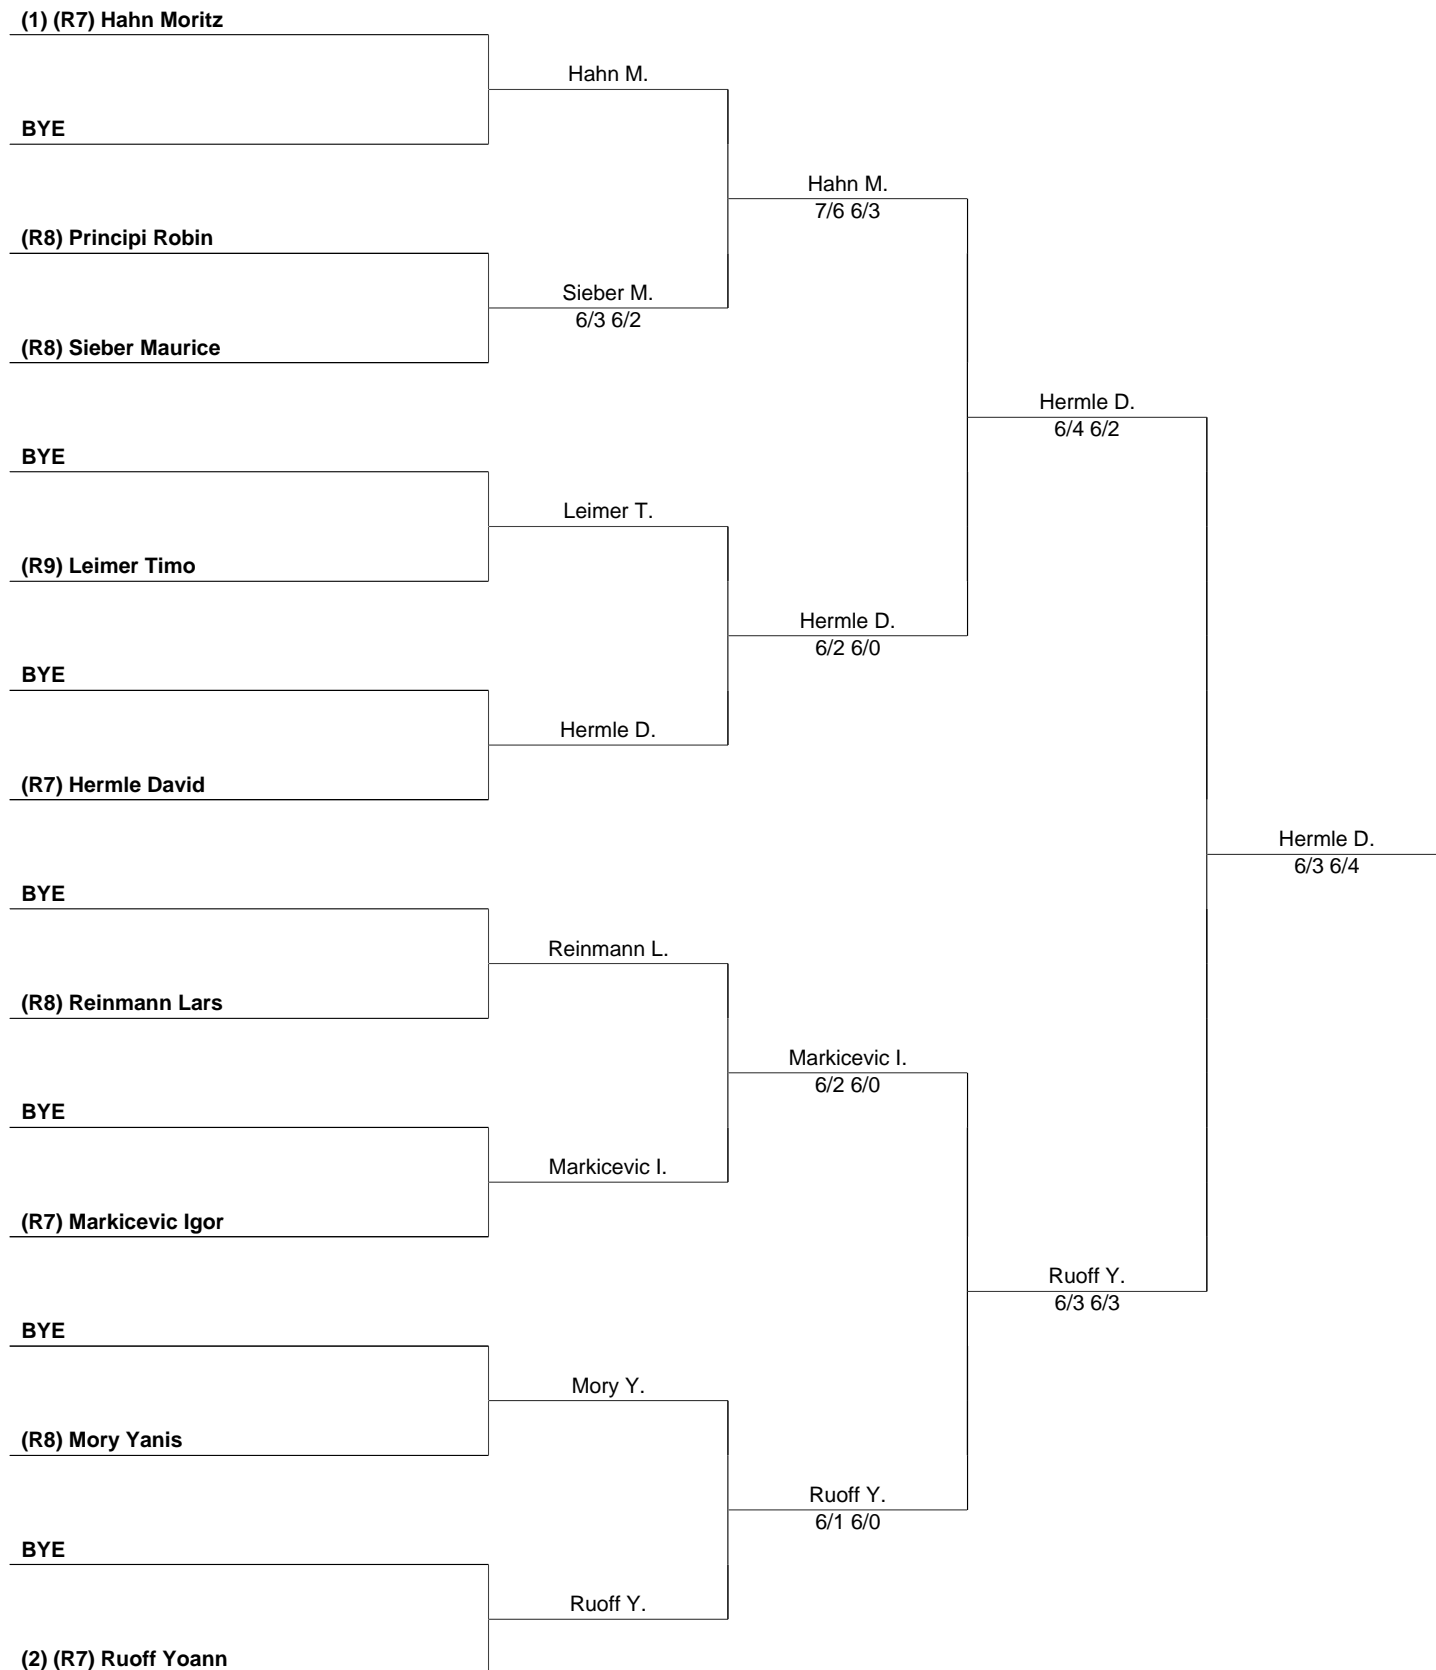 (1) (R7) Hahn Moritz
Hahn M.
BYE
Hahn M.
7/6 6/3
(R8) Principi Robin
Sieber M.
6/3 6/2
(R8) Sieber Maurice
Hermle D.
6/4 6/2
BYE
Leimer T.
(R9) Leimer Timo
Hermle D.
6/2 6/0
BYE
Hermle D.
(R7) Hermle David
Hermle D.
6/3 6/4
BYE
Reinmann L.
(R8) Reinmann Lars
Markicevic I.
6/2 6/0
BYE
Markicevic I.
(R7) Markicevic Igor
Ruoff Y.
6/3 6/3
BYE
Mory Y.
(R8) Mory Yanis
Ruoff Y.
6/1 6/0
BYE
Ruoff Y.
(2) (R7) Ruoff Yoann